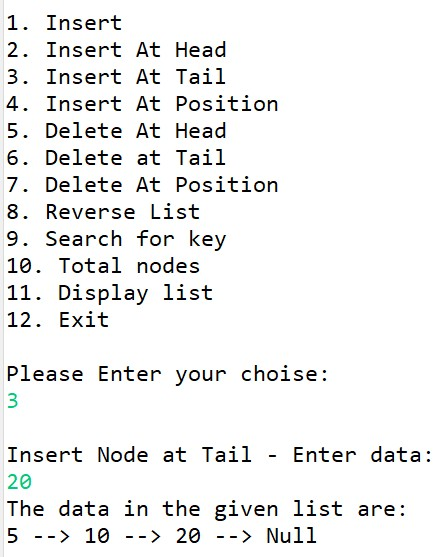 1. Insert
2. Insert At Head
3. Insert At Tail
4. Insert At Position
5. Delete At Head
6. Delete at Tail
7. Delete At Position
8. Reverse List
9. Search for key
10. Total nodes
11. Display list
12. Exit
Please Enter your choise:
3
Insert Node at Tail - Enter data:
20
The data in the given list are:
5 --> 10 --> 20 --> Null